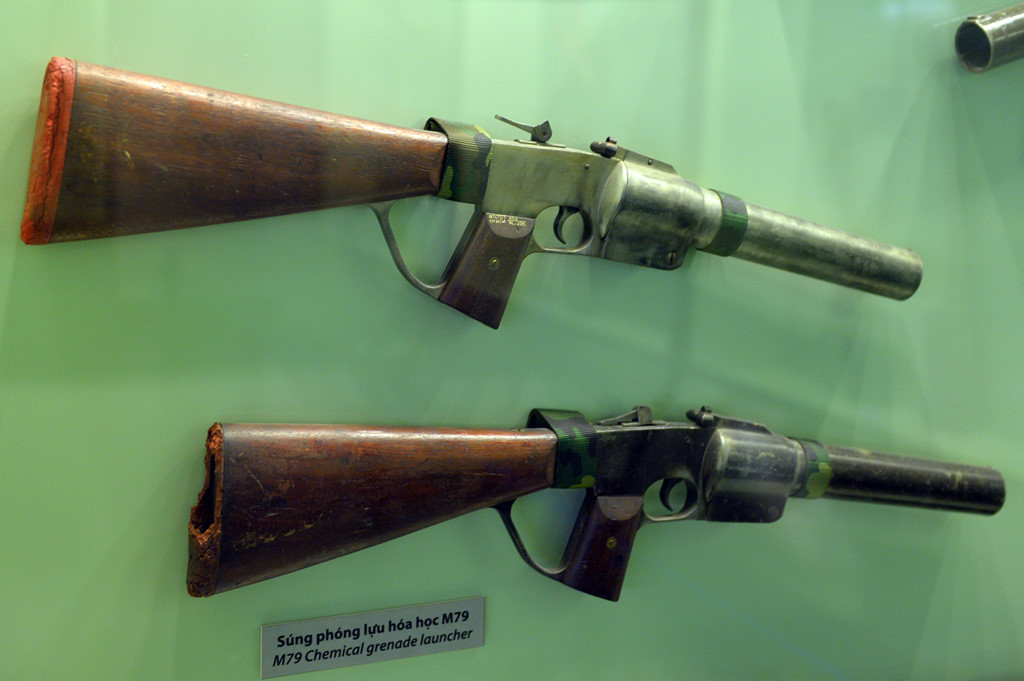 Súng phóng lựu hóa học M79
M79 Chemical grenade launcher